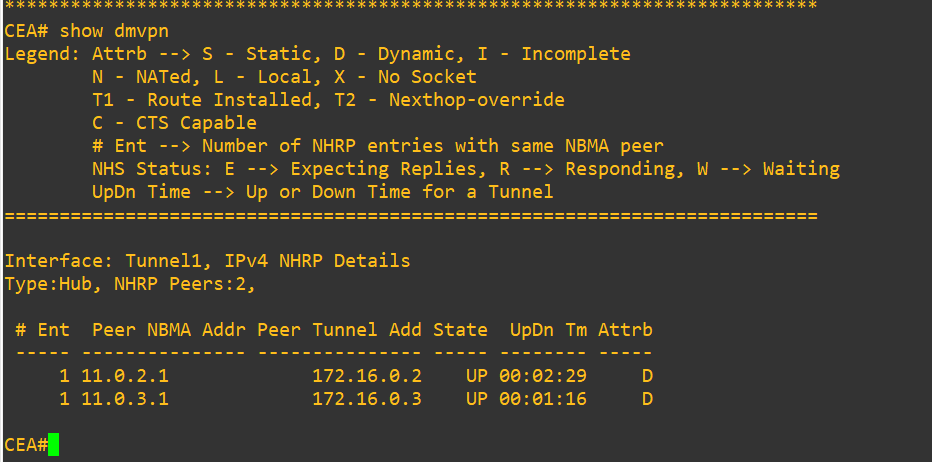 **************************************************************************
CEA# show dmvpn
Legend: Attrb --> S - Static, D - Dynamic, I - Incomplete
        N - NATed, L - Local, X - No Socket
        T1 - Route Installed, T2 - Nexthop-override
        C - CTS Capable
        # Ent --> Number of NHRP entries with same NBMA peer
        NHS Status: E --> Expecting Replies, R --> Responding, W --> Waiting
        UpDn Time --> Up or Down Time for a Tunnel
==========================================================================
Interface: Tunnel1, IPv4 NHRP Details
Type:Hub, NHRP Peers:2,
 # Ent  Peer NBMA Addr Peer Tunnel Add State  UpDn Tm Attrb
 ----- --------------- --------------- ----- -------- -----
     1 11.0.2.1             172.16.0.2    UP 00:02:29     D
     1 11.0.3.1             172.16.0.3    UP 00:01:16     D
CEA#